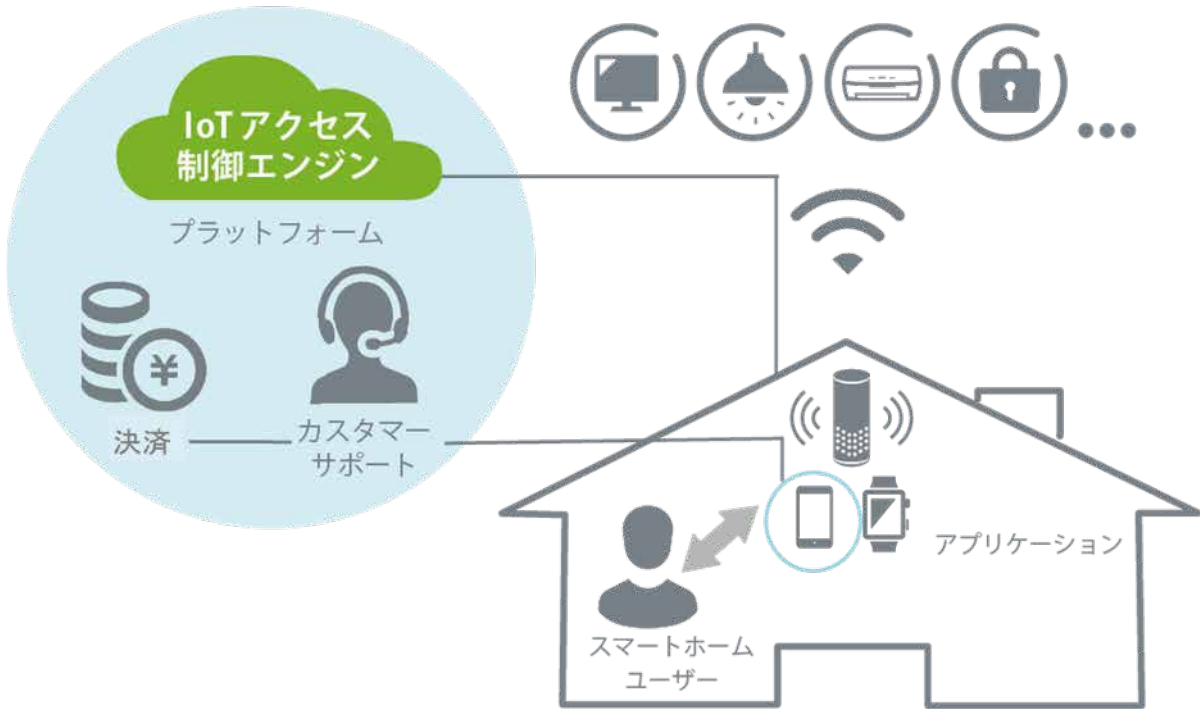 IoTアクセス
制御エンジン
プラットフォーム
¥
決済
カスタマー
サポート
アプリケーション
スマートホーム
ユーザー